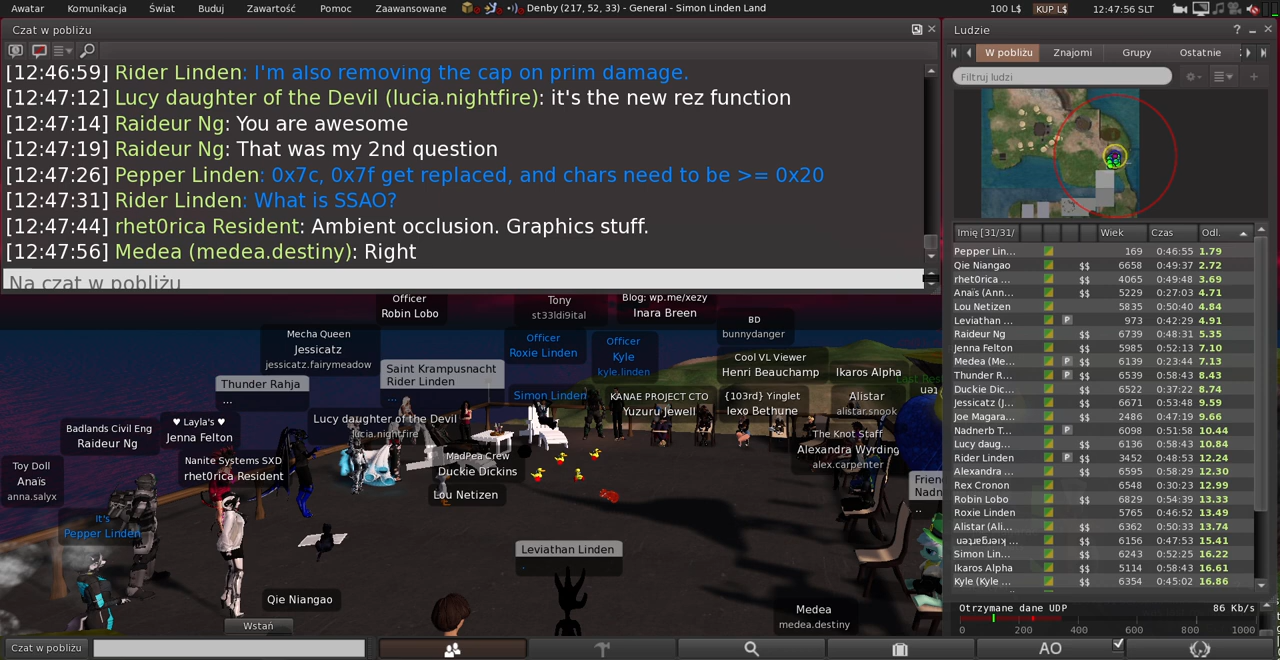 Awatar Komunikacja Świat Buduj Zawartość Pomoc Zaawansowane Denby (217, 52, 33) - General - Simon Linden Land 100 L$ KUP L$ 12:47:56 SLT
Czat w pobliżu
[12:46:59] Rider Linden: I'm also removing the cap on prim damage.
[12:47:12] Lucy daughter of the Devil (lucia.nightfire): it's the new rez function
[12:47:14] Raideur Ng: You are awesome
[12:47:19] Raideur Ng: That was my 2nd question
[12:47:26] Pepper Linden: 0x7c, 0x7f get replaced, and chars need to be >= 0x20
[12:47:31] Rider Linden: What is SSAO?
[12:47:44] rhet0rica Resident: Ambient occlusion. Graphics stuff.
[12:47:56] Medea (medea.destiny): Right
Na czat w pobliżu
Officer
Robin Lobo
Tony
st33ldi9ital
Blog: wp.me/xezy
Inara Breen
BD
bunnydanger
Mecha Queen
Jessicatz
jessicatz.fairymeadow
Officer
Roxie Linden
Officer
Kyle
kyle.linden
Cool VL Viewer
Henri Beauchamp
Ikaros Alpha
Saint Krampusnacht
Rider Linden
...
Thunder Rahja
...
Simon Linden
KANAE PROJECT CTO
Yuzuru Jewell
{103rd} Yinglet
Iexo Bethune
Alistar
alistar.snook
Lucy daughter of the Devil
lucia.nightfire
♥ Layla's ♥
Jenna Felton
Badlands Civil Eng
Raideur Ng
The Knot Staff
Alexandra Wyrding
alex.carpenter
MadPea Crew
Duckie Dickins
Nanite Systems SXD
rhet0rica Resident
Toy Doll
Anaïs
anna.salyx
Lou Netizen
It's
Pepper Linden
Leviathan Linden
.
Qie Niangao
Medea
medea.destiny
Wstań
Czat w pobliżu
AO
Ludzie
W pobliżu Znajomi Grupy Ostatnie
Filtruj ludzi
Imię [31/31/ Wiek Czas Odl.
Pepper Lin... 169 0:46:55 1.79
Qie Niangao $$ 6658 0:49:37 2.72
rhet0rica ... $$ 4065 0:49:48 3.69
Anaïs (Ann... $$ 5229 0:27:03 4.71
Lou Netizen 5835 0:50:40 4.84
Leviathan ... P 973 0:42:29 4.91
Raideur Ng $$ 6739 0:48:31 5.35
Jenna Felton $$ 5985 0:52:13 7.10
Medea (Me... P $$ 6139 0:23:44 7.13
Thunder R... P $$ 6539 0:58:43 8.43
Duckie Dic... $$ 6522 0:37:22 8.74
Jessicatz (J... $$ 6671 0:53:48 9.59
Joe Magara... $$ 2486 0:47:19 9.66
Nadnerb T... P 6098 0:51:58 10.44
Lucy daug... $$ 6136 0:58:43 10.84
Rider Linden P $$ 3452 0:48:53 12.24
Alexandra ... $$ 6595 0:58:29 12.30
Rex Cronon 6548 0:30:23 12.99
Robin Lobo $$ 6829 0:54:39 13.33
Roxie Linden 5765 0:46:52 13.49
Alistar (Ali... $$ 6362 0:50:33 13.74
$$ 6156 0:47:53 15.41
Simon Lin... $$ 6243 0:52:25 16.22
Ikaros Alpha $$ 5114 0:58:43 16.61
Kyle (Kyle ... $$ 6354 0:45:02 16.86
Otrzymane dane UDP 86 Kb/s
0 200 400 600 800 1000